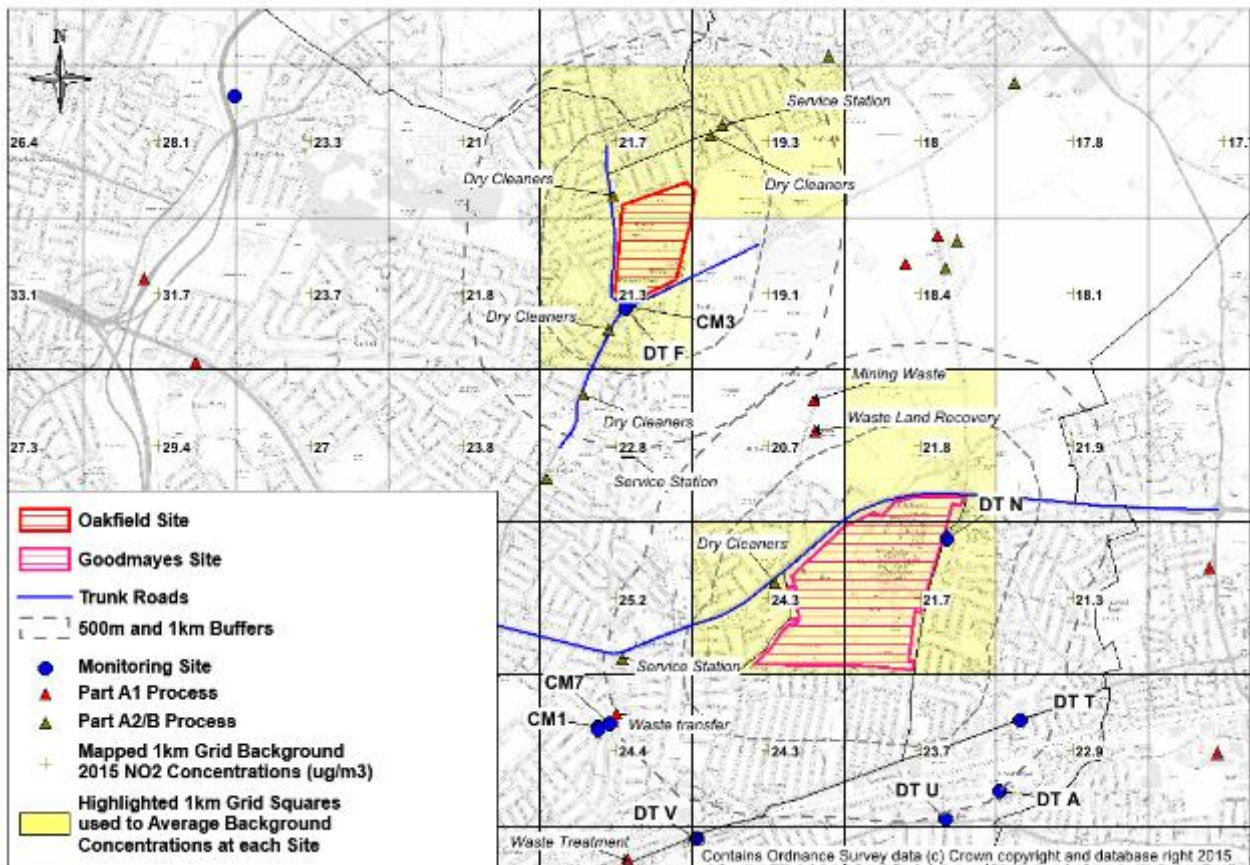 N
Service Station
26.4
28.1
23.3
21
21.7
19.3
18
17.8
17.7
Dry Cleaners
Dry Cleaners
33.1
31.7
23.7
21.8
21.3
19.1
18.4
18.1
Dry Cleaners
CM3
DT F
Mining Waste
Waste Land Recovery
Dry Cleaners
27.3
29.4
27
23.8
22.8
20.7
21.8
21.9
Service Station
DT N
Dry Cleaners
25.2
24.3
21.7
21.3
Service Station
CM7
CM1
Waste transfer
DT T
24.4
24.3
23.7
22.9
DT U
DT A
DT V
Waste Treatment
Oakfield Site
Goodmayes Site
Trunk Roads
500m and 1km Buffers
Monitoring Site
Part A1 Process
Part A2/B Process
Mapped 1km Grid Background
2015 NO2 Concentrations (ug/m3)
Highlighted 1km Grid Squares
used to Average Background
Concentrations at each Site
Contains Ordnance Survey data (c) Crown copyright and database right 2015